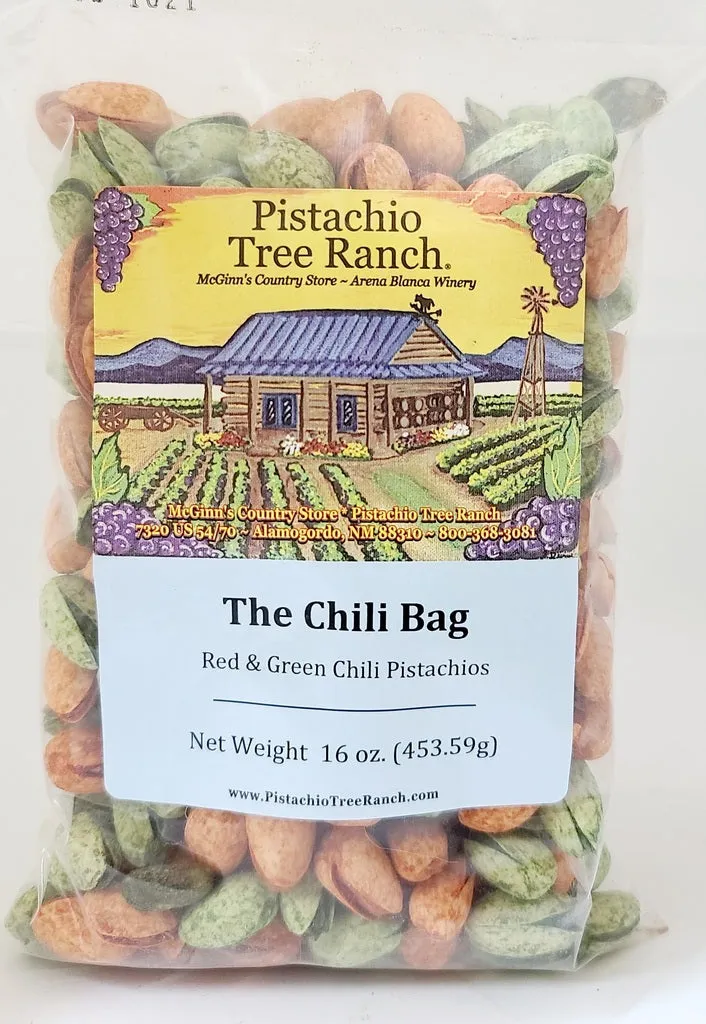 Pistachio
Tree Ranch®
McGinn's Country Store ~ Arena Blanca Winery
McGinn's Country Store * Pistachio Tree Ranch
7320 US 54/70 ~ Alamogordo, NM 88310 ~ 800-368-3081
The Chili Bag
Red & Green Chili Pistachios
Net Weight 16 oz. (453.59g)
www.PistachioTreeRanch.com